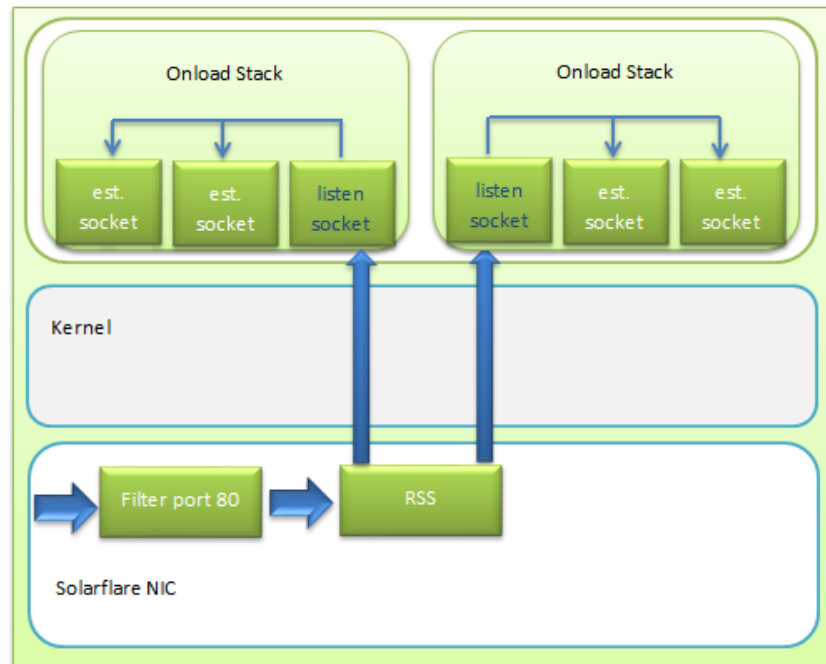 Onload Stack
Onload Stack
est.
socket
est.
socket
listen
socket
listen
socket
est.
socket
est.
socket
Kernel
Filter port 80
RSS
Solarflare NIC